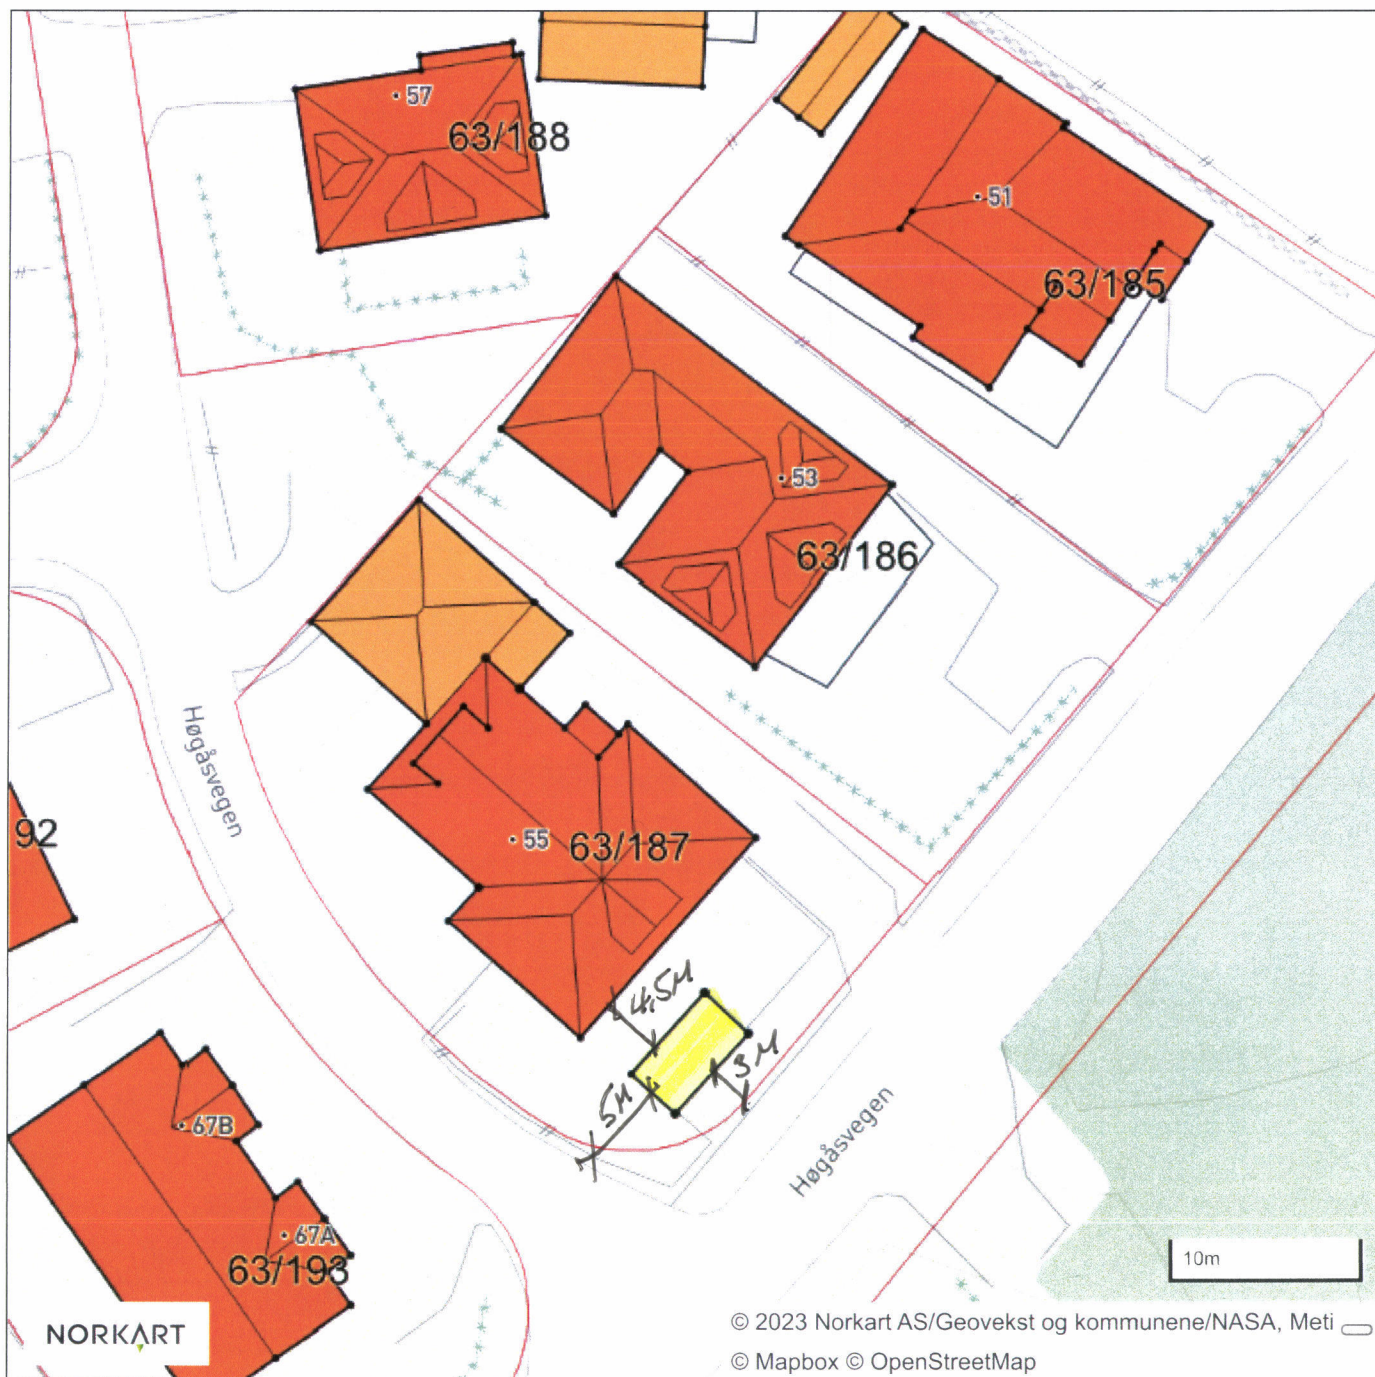 57
63/188
51
63/185
53
63/186
Høgåsvegen
92
55
63/187
4,5M
3M
5M
Høgåsvegen
67B
67A
63/193
10m
NORKART
© 2023 Norkart AS/Geovekst og kommunene/NASA, Meti
© Mapbox © OpenStreetMap